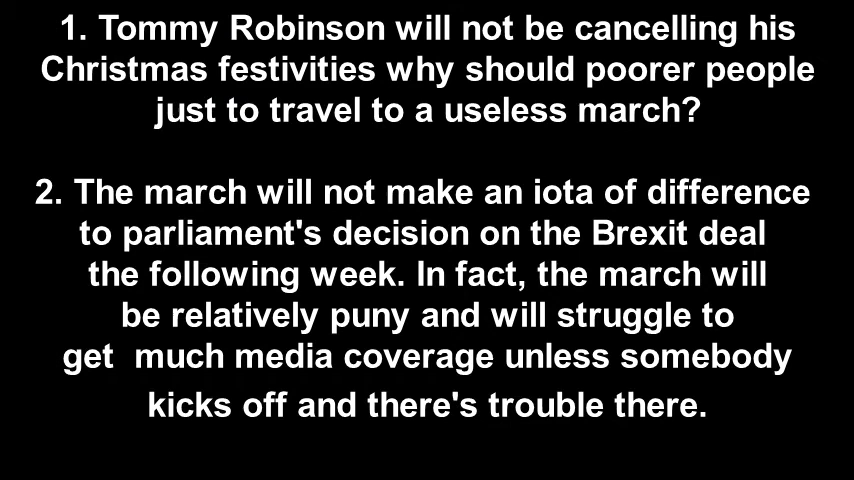 1. Tommy Robinson will not be cancelling his
Christmas festivities why should poorer people
just to travel to a useless march?
2. The march will not make an iota of difference
to parliament's decision on the Brexit deal
the following week. In fact, the march will
be relatively puny and will struggle to
get  much media coverage unless somebody
kicks off and there's trouble there.